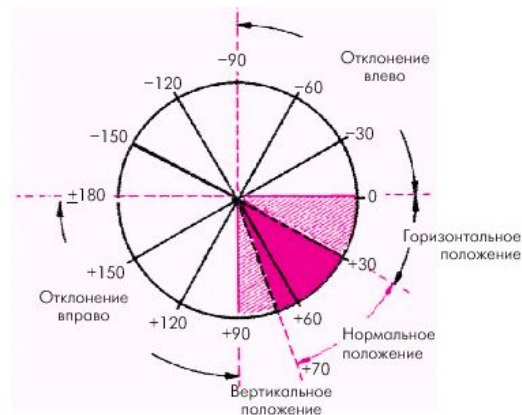 Отклонение
влево
−90
−120
−60
−150
−30
±180
0
Горизонтальное
положение
+150
+30
Отклонение
вправо
+120
+60
Нормальное
положение
+90
+70
Вертикальное
положение